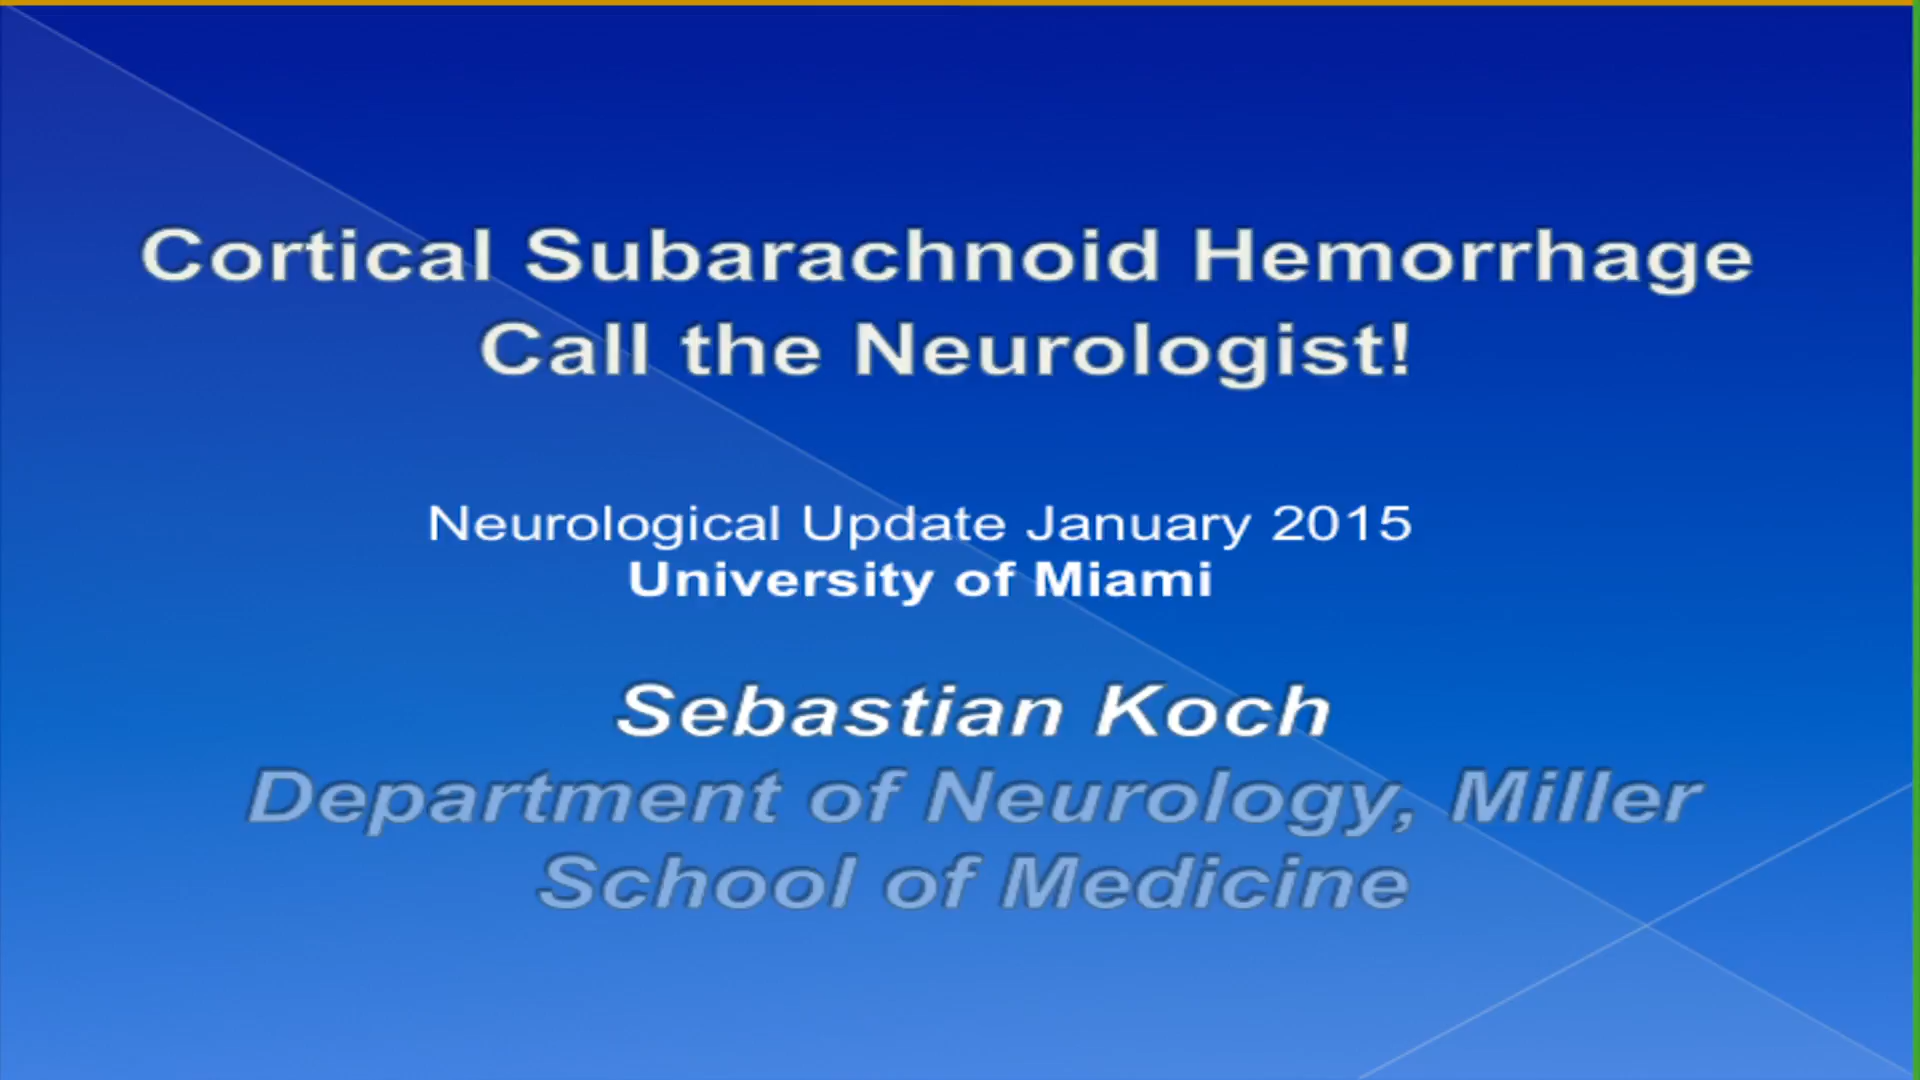 Cortical Subarachnoid Hemorrhage
Call the Neurologist!
Neurological Update January 2015
University of Miami
Sebastian Koch
Department of Neurology, Miller
School of Medicine